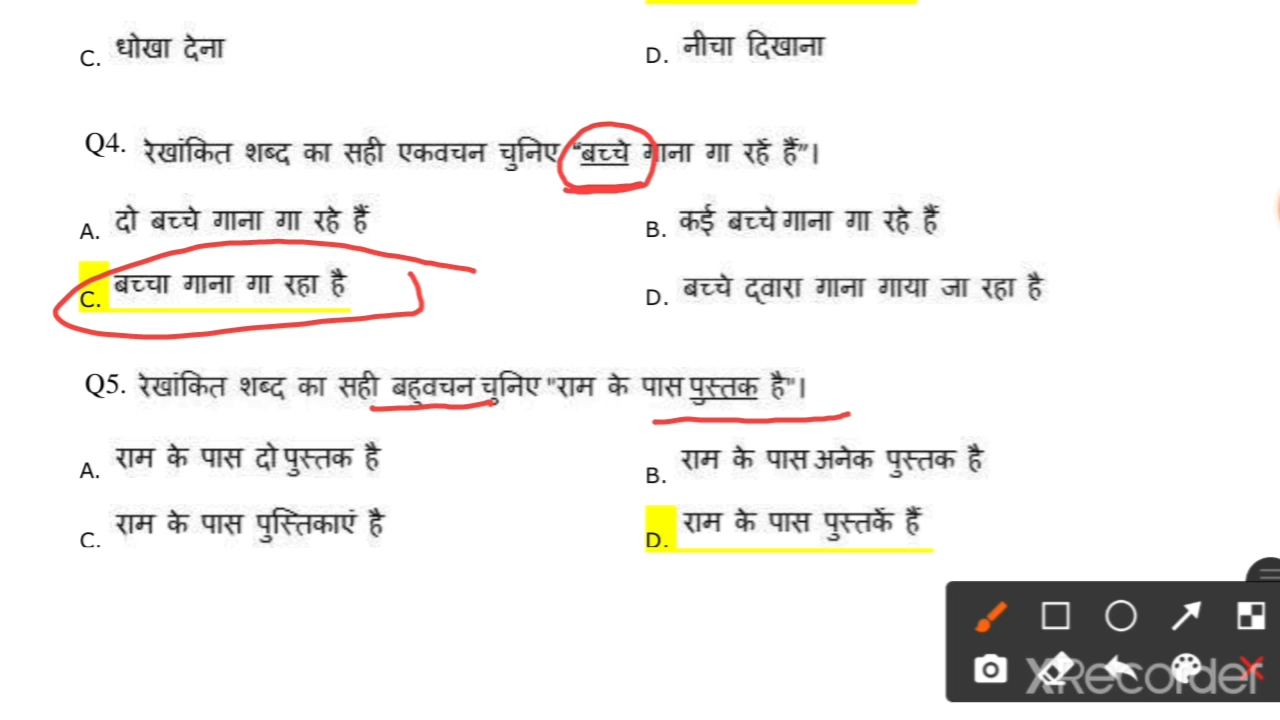 C. धोखा देना
D. नीचा दिखाना
Q4. रेखांकित शब्द का सही एकवचन चुनिए "बच्चे गाना गा रहें हैं"।
A. दो बच्चे गाना गा रहे हैं
B. कई बच्चे गाना गा रहे हैं
C. बच्चा गाना गा रहा है
D. बच्चे द्वारा गाना गाया जा रहा है
Q5. रेखांकित शब्द का सही बहुवचन चुनिए "राम के पास पुस्तक है"।
A. राम के पास दो पुस्तक है
B. राम के पास अनेक पुस्तक है
C. राम के पास पुस्तिकाएं है
D. राम के पास पुस्तकें हैं
XRecorder